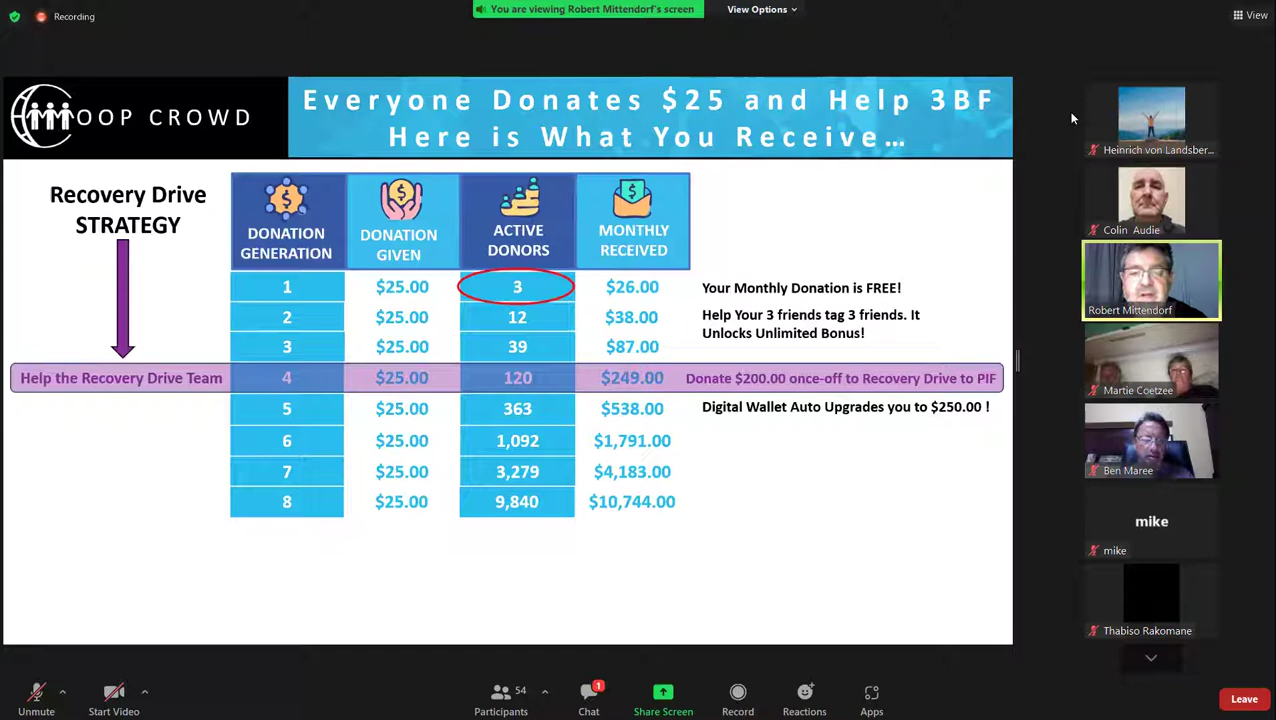 Recording
You are viewing Robert Mittendorf's screen
View Options
View
OOP CROWD
Everyone Donates $25 and Help 3BF
Here is What You Receive…
Recovery Drive
STRATEGY
DONATION
GENERATION
DONATION
GIVEN
ACTIVE
DONORS
MONTHLY
RECEIVED
1 $25.00 3 $26.00 Your Monthly Donation is FREE!
2 $25.00 12 $38.00 Help Your 3 friends tag 3 friends. It
Unlocks Unlimited Bonus!
3 $25.00 39 $87.00
Help the Recovery Drive Team 4 $25.00 120 $249.00 Donate $200.00 once-off to Recovery Drive to PIF
5 $25.00 363 $538.00 Digital Wallet Auto Upgrades you to $250.00 !
6 $25.00 1,092 $1,791.00
7 $25.00 3,279 $4,183.00
8 $25.00 9,840 $10,744.00
Heinrich von Landsber...
Colin Audie
Robert Mittendorf
Martie Coetzee
Ben Maree
mike
mike
Thabiso Rakomane
Unmute
Start Video
54
Participants
1
Chat
Share Screen
Record
Reactions
Apps
Leave